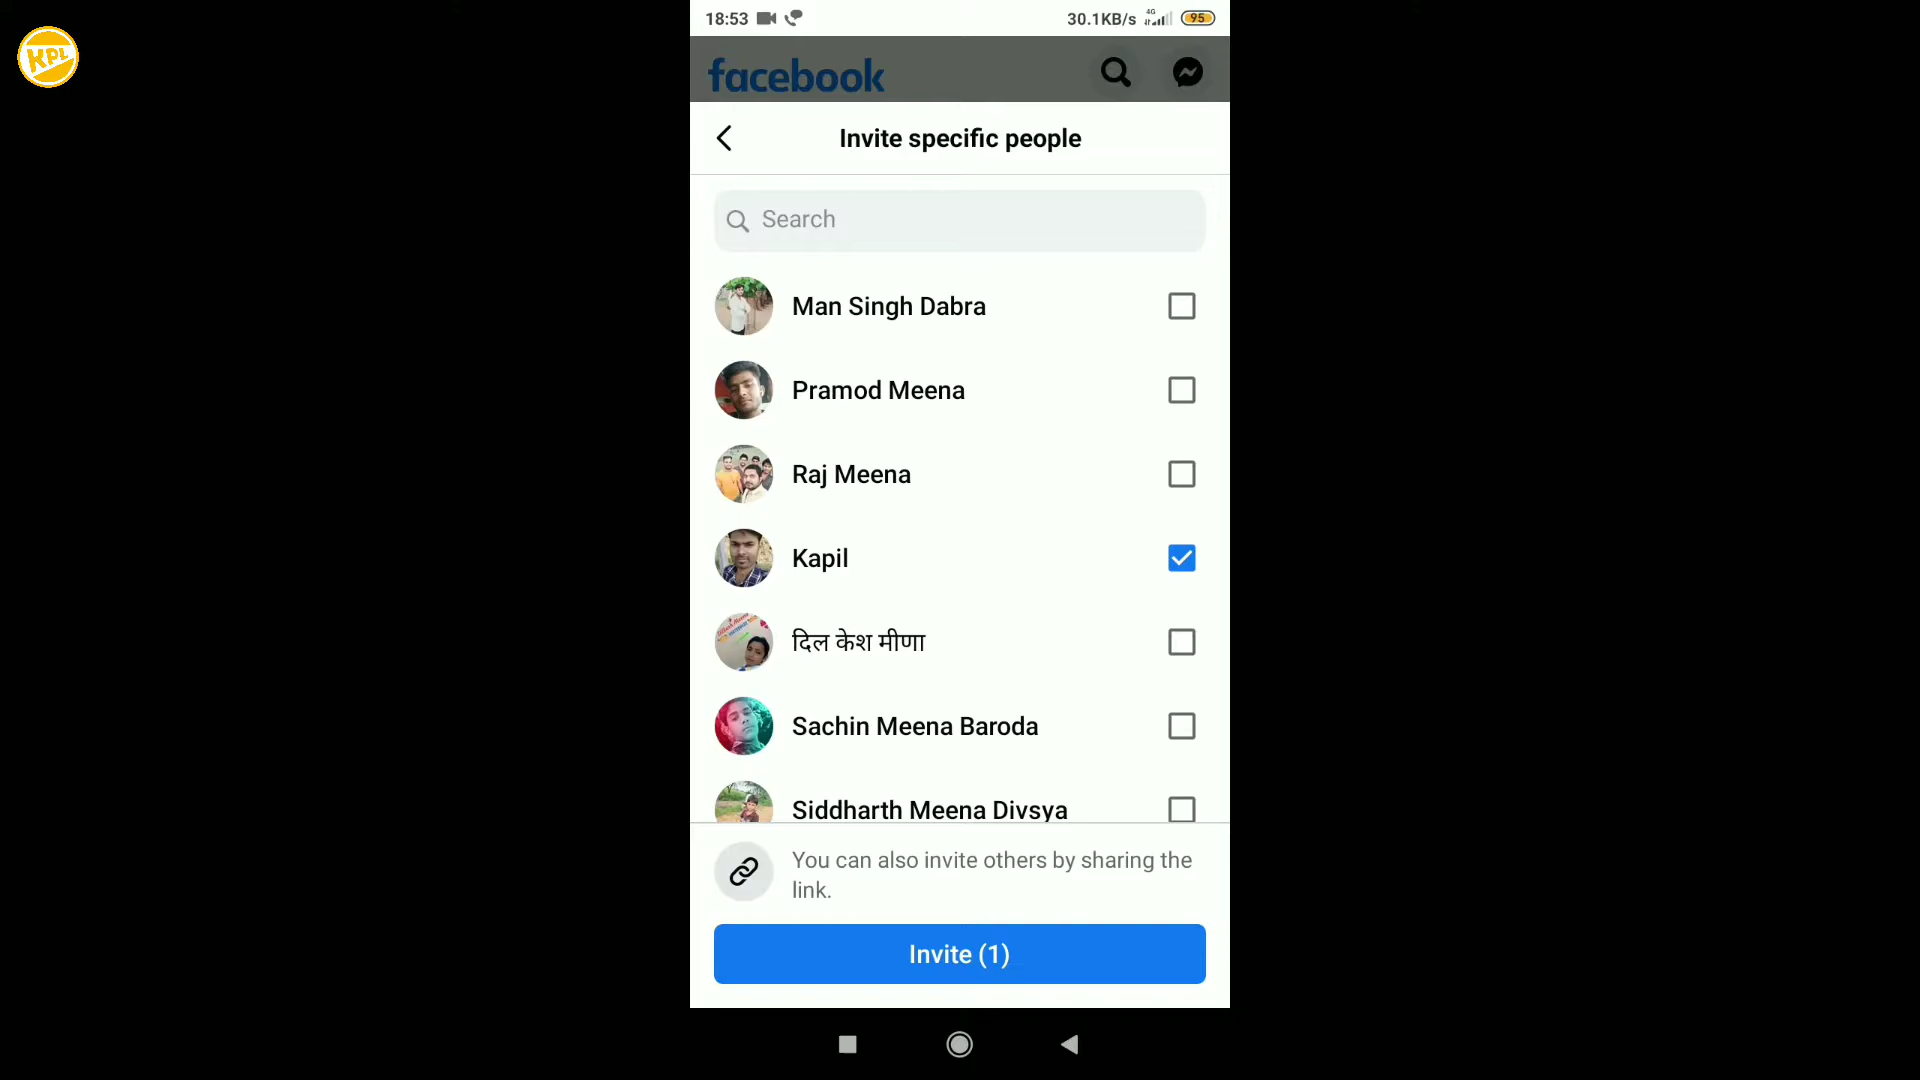 KPL
18:53
30.1KB/s 4G 95
facebook
Invite specific people
Search
Man Singh Dabra
Pramod Meena
Raj Meena
Kapil
दिल केश मीणा
Sachin Meena Baroda
Siddharth Meena Divsya
You can also invite others by sharing the
link.
Invite (1)